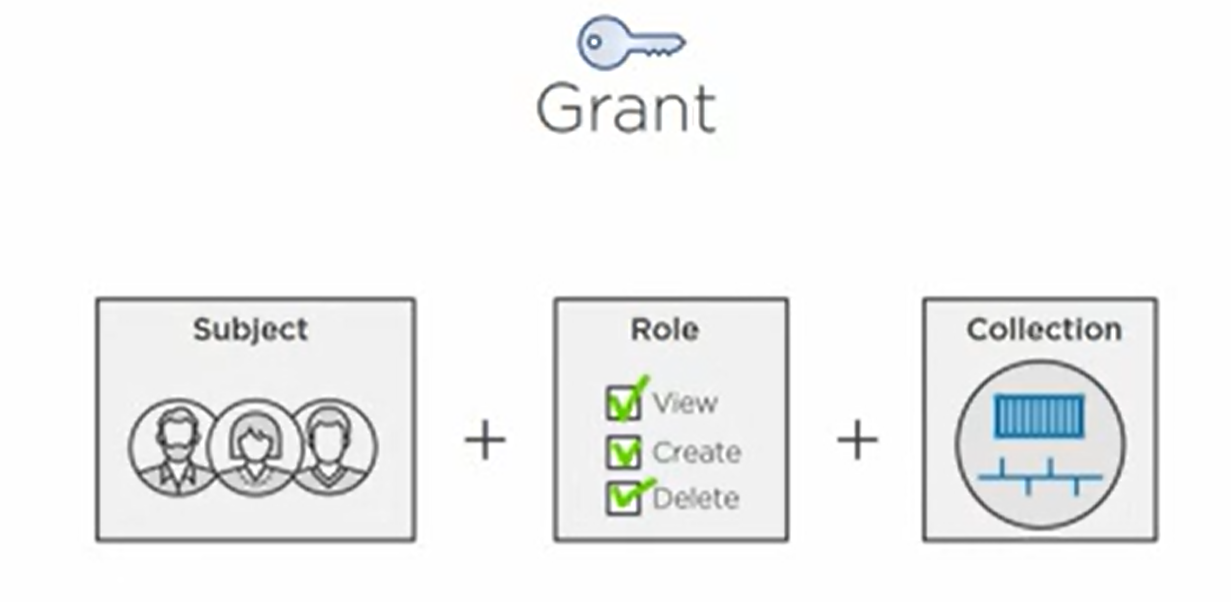 Grant
Subject
Role
Collection
View
Create
Delete